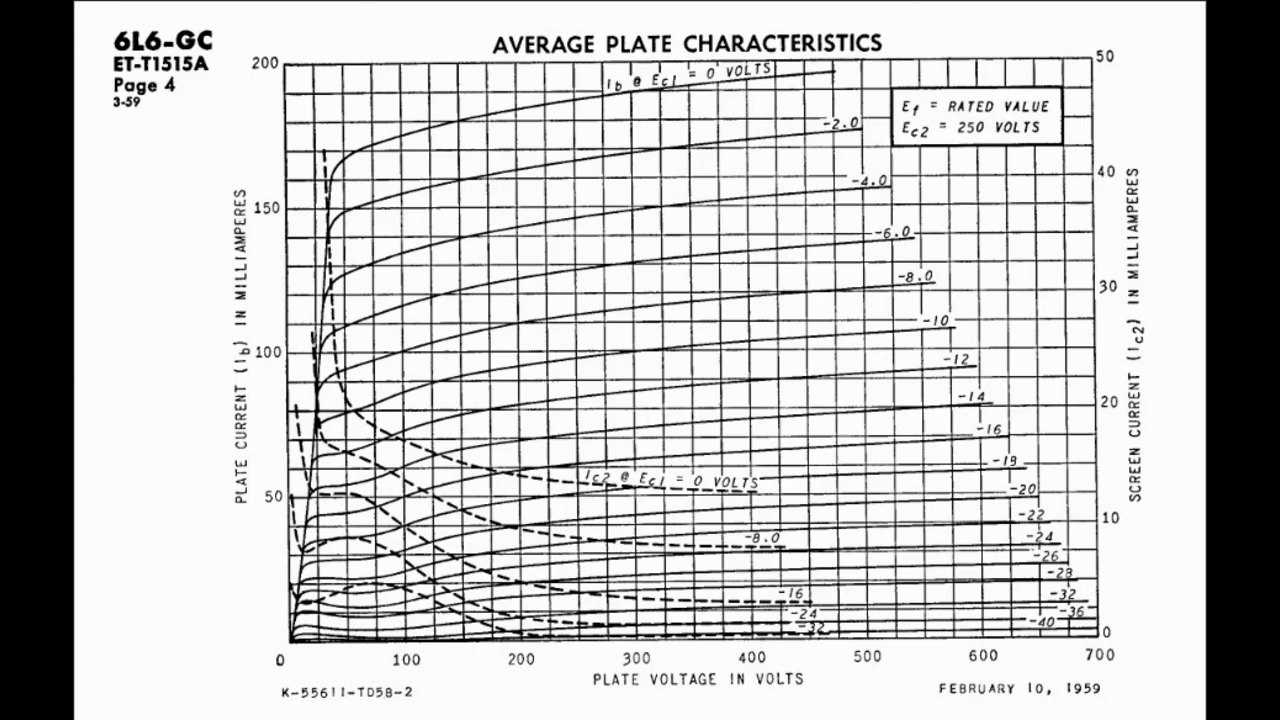 6L6-GC
ET-T1515A
Page 4
3-59
AVERAGE PLATE CHARACTERISTICS
200
150
100
50
PLATE CURRENT (Ib) IN MILLIAMPERES
50
40
30
20
10
0
SCREEN CURRENT (Ic2) IN MILLIAMPERES
Ef = RATED VALUE
Ec2 = 250 VOLTS
Ib @ Ec1 = 0 VOLTS
-2.0
-4.0
-6.0
-8.0
-10
-12
-14
-16
-18
-20
-22
-24
-26
-28
-32
-36
-40
Ic2 @ Ec1 = 0 VOLTS
-8.0
-16
-24
-32
0 100 200 300 400 500 600 700
PLATE VOLTAGE IN VOLTS
K-55611-TD58-2
FEBRUARY 10, 1959